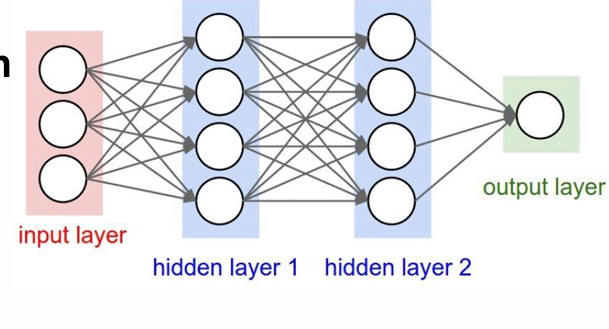 n
input layer
hidden layer 1
hidden layer 2
output layer